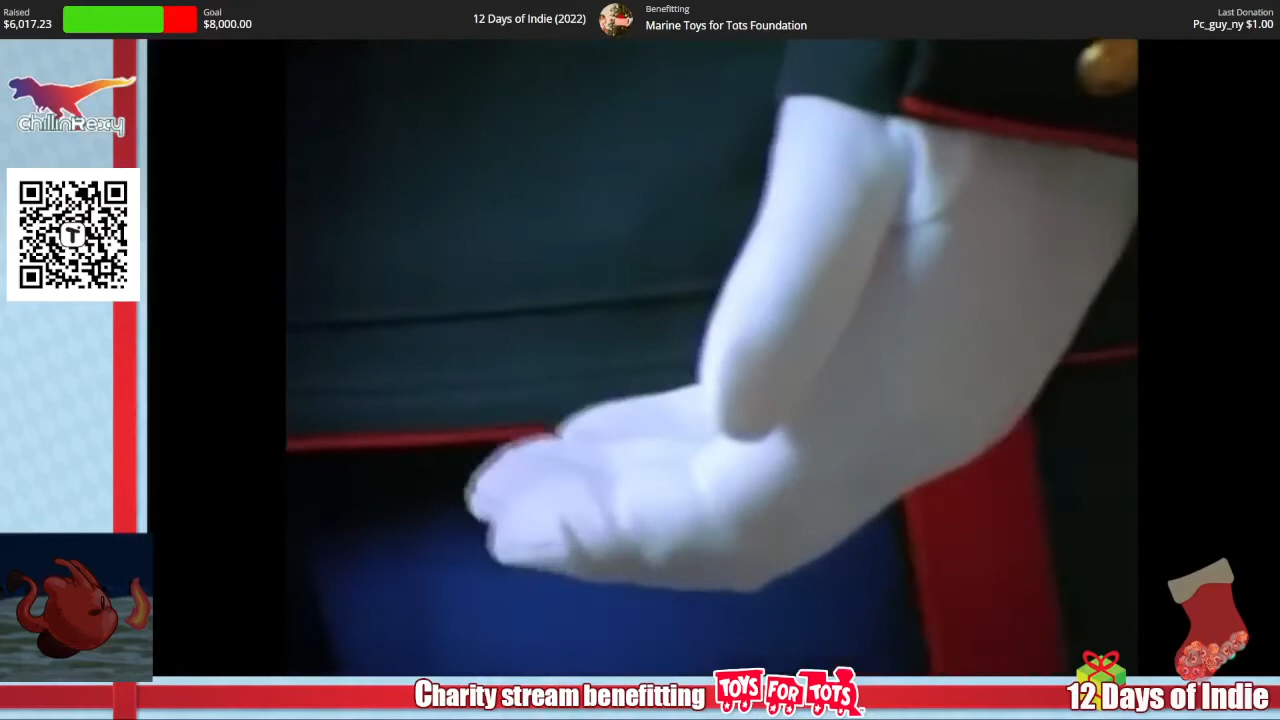 Raised
$6,017.23
Goal
$8,000.00
12 Days of Indie (2022)
Benefitting
Marine Toys for Tots Foundation
Last Donation
Pc_guy_ny $1.00
chillinRexy
T
Charity stream benefitting
TOYS FOR TOTS
12 Days of Indie